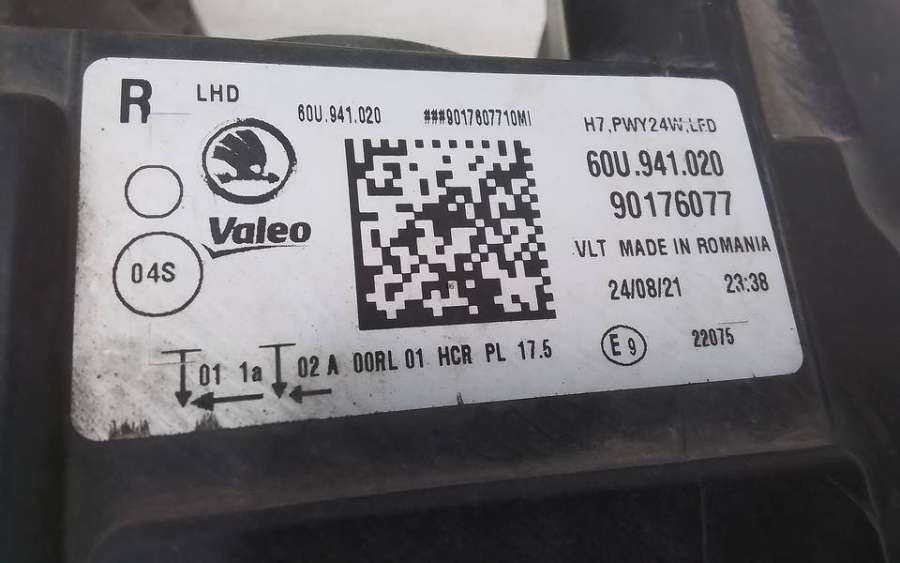 R LHD
60U.941.020 ###9017607710MI
H7,PWY24W,LED
60U.941.020
90176077
Valeo
VLT MADE IN ROMANIA
04S
24/08/21 23:38
01 1a 02 A 00RL 01 HCR PL 17.5
E9 22075